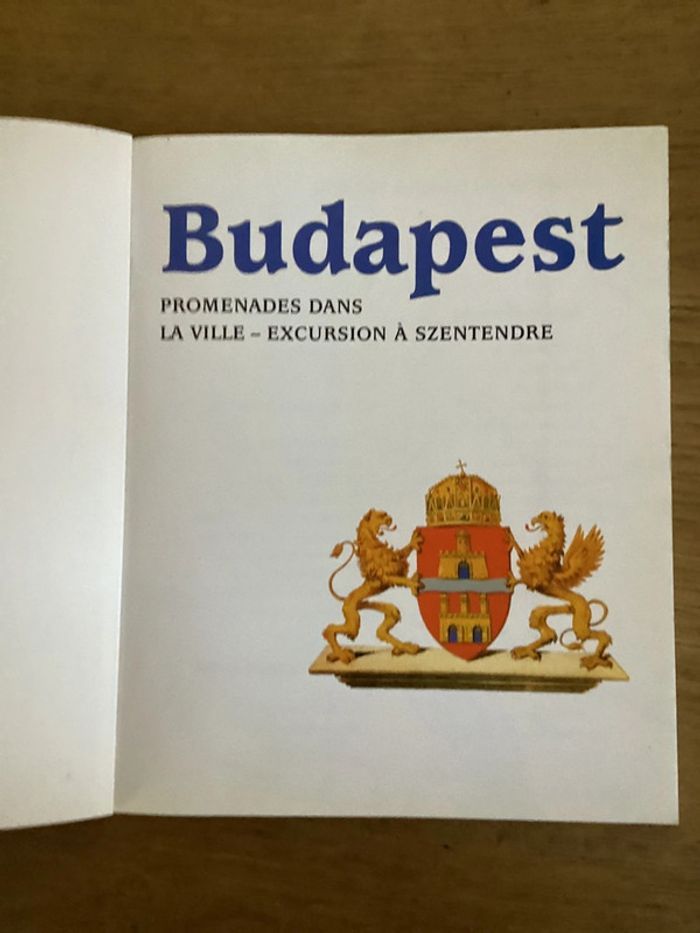 Budapest
PROMENADES DANS
LA VILLE – EXCURSION À SZENTENDRE